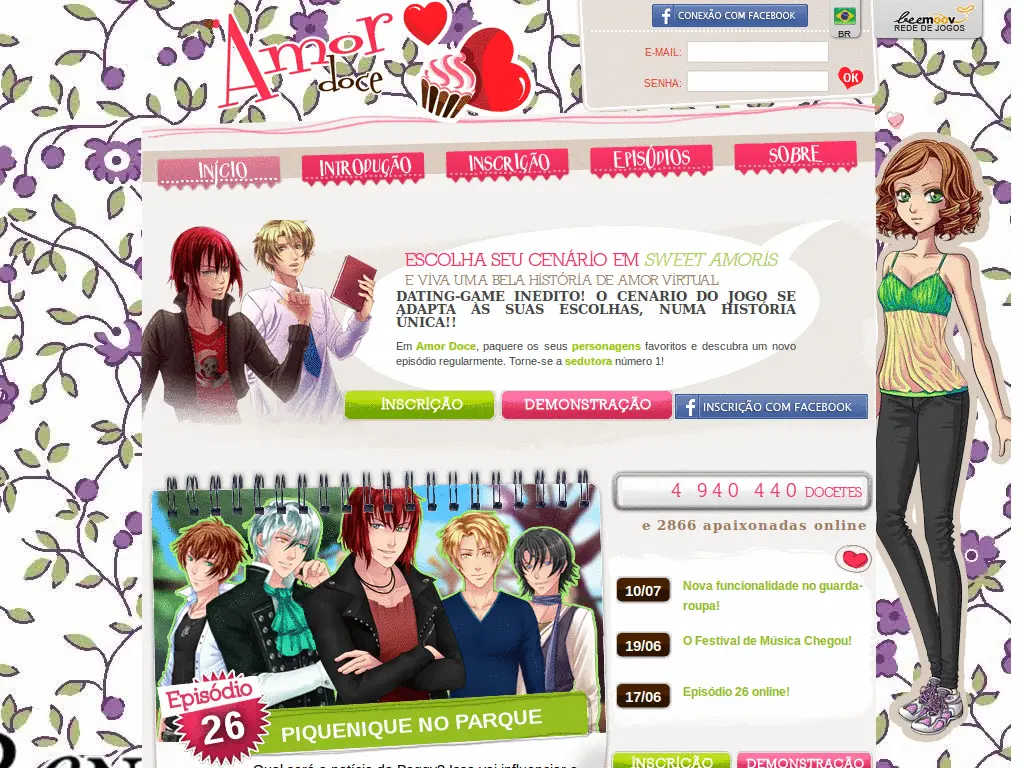 Amor doce
CONEXÃO COM FACEBOOK
BR
beemoov
REDE DE JOGOS
E-MAIL:
SENHA:
OK
INÍCIO
INTRODUÇÃO
INSCRIÇÃO
EPISÓDIOS
SOBRE
ESCOLHA SEU CENÁRIO EM SWEET AMORIS
E VIVA UMA BELA HISTÓRIA DE AMOR VIRTUAL
DATING-GAME INEDITO! O CENARIO DO JOGO SE
ADAPTA AS SUAS ESCOLHAS, NUMA HISTÓRIA
ÚNICA!!
Em Amor Doce, paquere os seus personagens favoritos e descubra um novo
episódio regularmente. Torne-se a sedutora número 1!
INSCRIÇÃO
DEMONSTRAÇÃO
INSCRIÇÃO COM FACEBOOK
4 940 440 DOCETES
e 2866 apaixonadas online
10/07
Nova funcionalidade no guarda-
roupa!
19/06
O Festival de Música Chegou!
17/06
Episódio 26 online!
Episódio
26
PIQUENIQUE NO PARQUE
INSCRIÇÃO
DEMONSTRAÇÃO